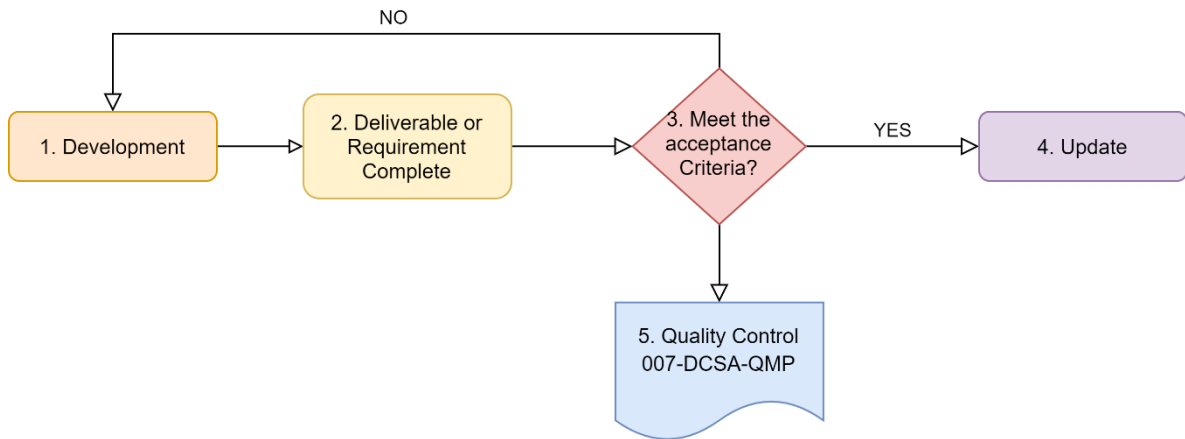 NO
1. Development
2. Deliverable or
Requirement
Complete
3. Meet the
acceptance
Criteria?
YES
4. Update
5. Quality Control
007-DCSA-QMP